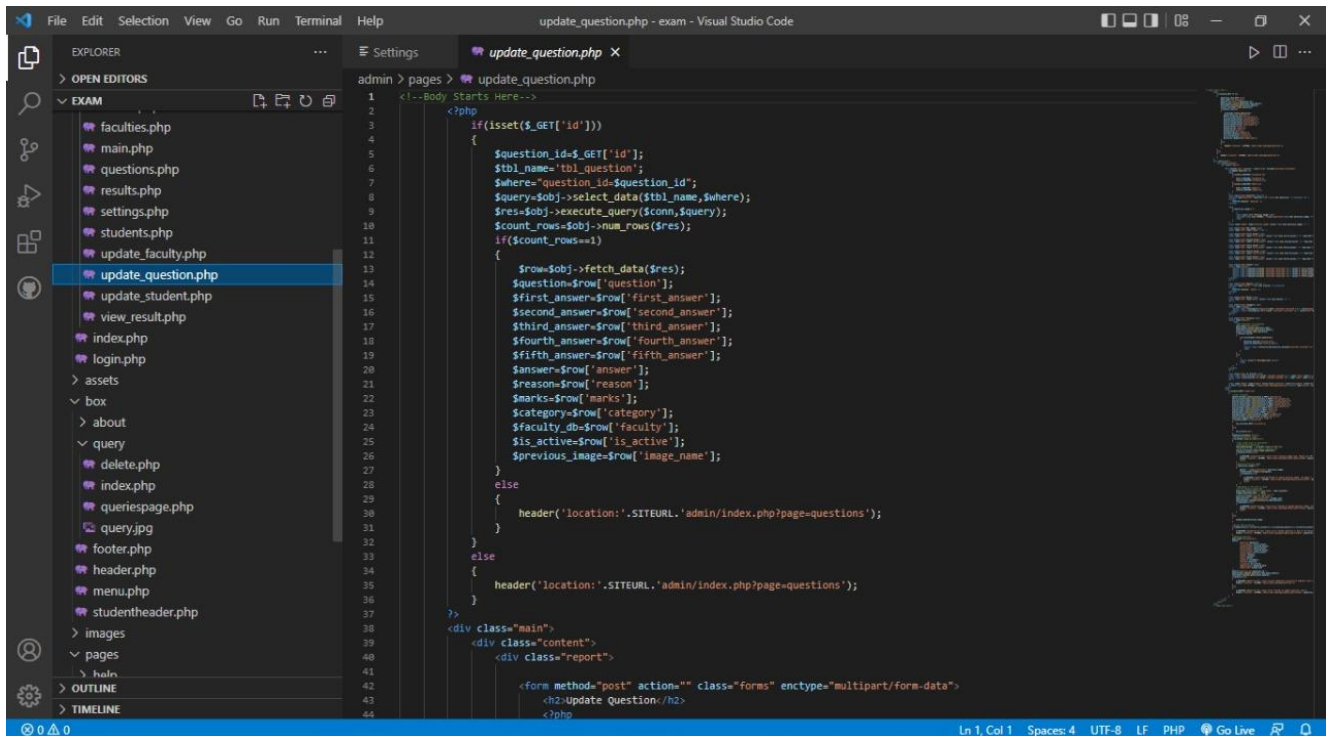 File Edit Selection View Go Run Terminal Help
update_question.php - exam - Visual Studio Code
EXPLORER
OPEN EDITORS
EXAM
faculties.php
main.php
questions.php
results.php
settings.php
students.php
update_faculty.php
update_question.php
update_student.php
view_result.php
index.php
login.php
assets
box
about
query
delete.php
index.php
queriespage.php
query.jpg
footer.php
header.php
menu.php
studentheader.php
images
pages
help
OUTLINE
TIMELINE
Settings
update_question.php
admin > pages > update_question.php
1 <!--Body Starts Here-->
2 <?php
3 if(isset($_GET['id']))
4 {
5 $question_id=$_GET['id'];
6 $tbl_name='tbl_question';
7 $where="question_id=$question_id";
8 $query=$obj->select_data($tbl_name,$where);
9 $res=$obj->execute_query($conn,$query);
10 $count_rows=$obj->num_rows($res);
11 if($count_rows==1)
12 {
13 $row=$obj->fetch_data($res);
14 $question=$row['question'];
15 $first_answer=$row['first_answer'];
16 $second_answer=$row['second_answer'];
17 $third_answer=$row['third_answer'];
18 $fourth_answer=$row['fourth_answer'];
19 $fifth_answer=$row['fifth_answer'];
20 $answer=$row['answer'];
21 $reason=$row['reason'];
22 $marks=$row['marks'];
23 $category=$row['category'];
24 $faculty_db=$row['faculty'];
25 $is_active=$row['is_active'];
26 $previous_image=$row['image_name'];
27 }
28 else
29 {
30 header('location:'.SITEURL.'admin/index.php?page=questions');
31 }
32 }
33 else
34 {
35 header('location:'.SITEURL.'admin/index.php?page=questions');
36 }
37 ?>
38 <div class="main">
39 <div class="content">
40 <div class="report">
41
42 <form method="post" action="" class="forms" enctype="multipart/form-data">
43 <h2>Update Question</h2>
44 <?php
0 0
Ln 1, Col 1 Spaces: 4 UTF-8 LF PHP Go Live